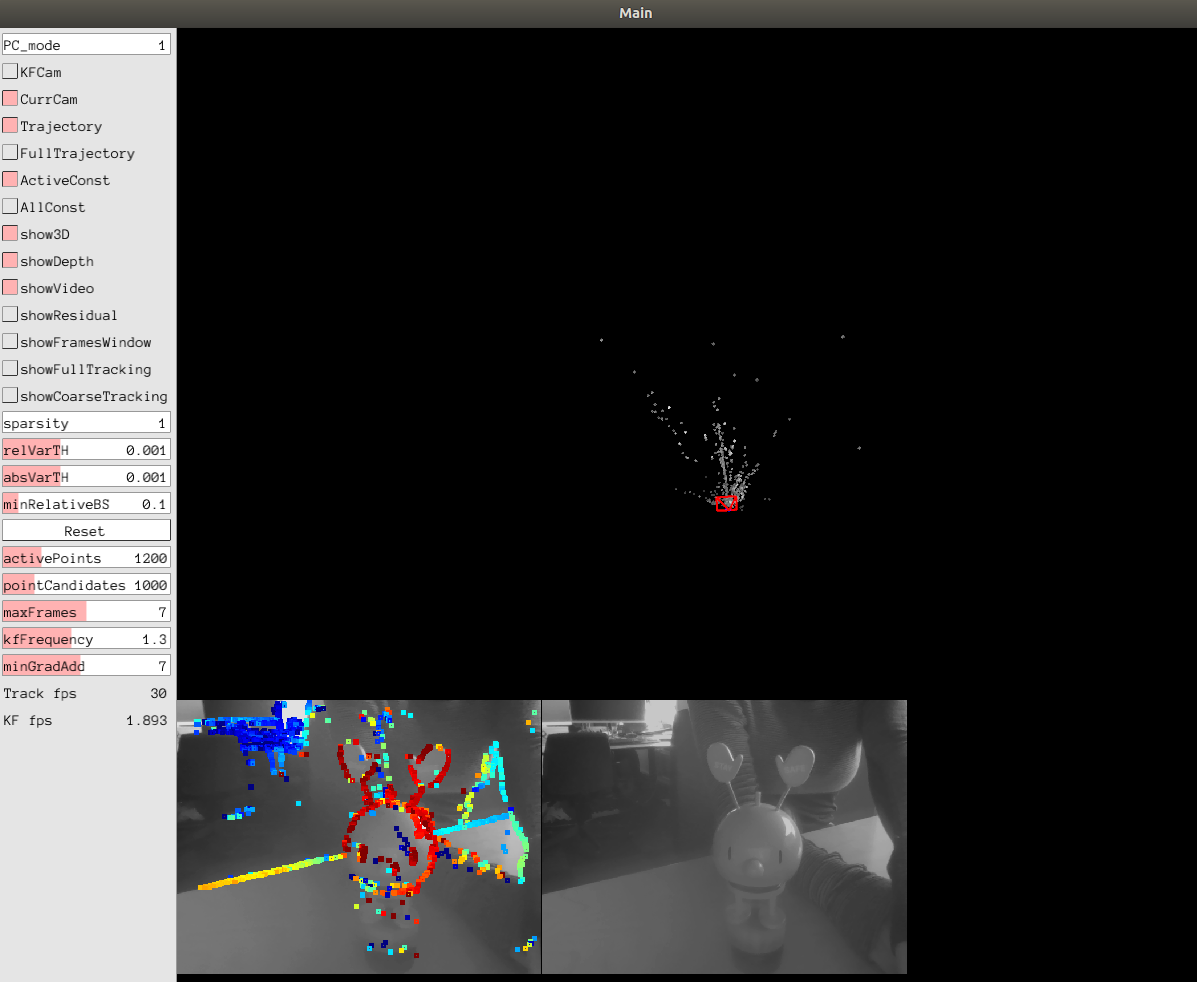 Main
PC_mode 1
KFCam
CurrCam
Trajectory
FullTrajectory
ActiveConst
AllConst
show3D
showDepth
showVideo
showResidual
showFramesWindow
showFullTracking
showCoarseTracking
sparsity 1
relVarTH 0.001
absVarTH 0.001
minRelativeBS 0.1
Reset
activePoints 1200
pointCandidates 1000
maxFrames 7
kfFrequency 1.3
minGradAdd 7
Track fps 30
KF fps 1.893